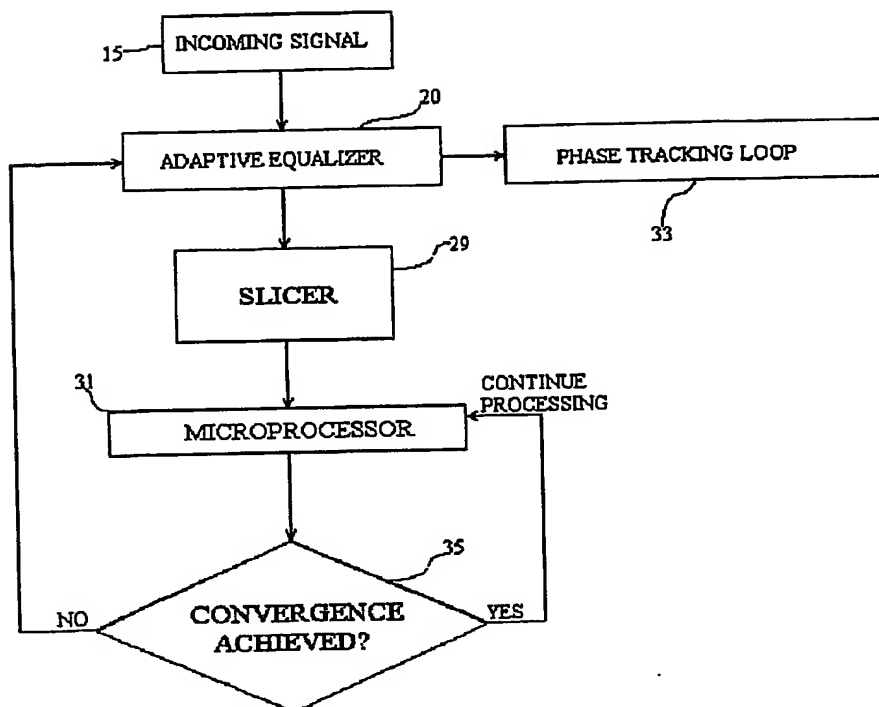 15
INCOMING SIGNAL
20
ADAPTIVE EQUALIZER
PHASE TRACKING LOOP
33
29
SLICER
31
CONTINUE
PROCESSING
MICROPROCESSOR
35
NO
CONVERGENCE
ACHIEVED?
YES